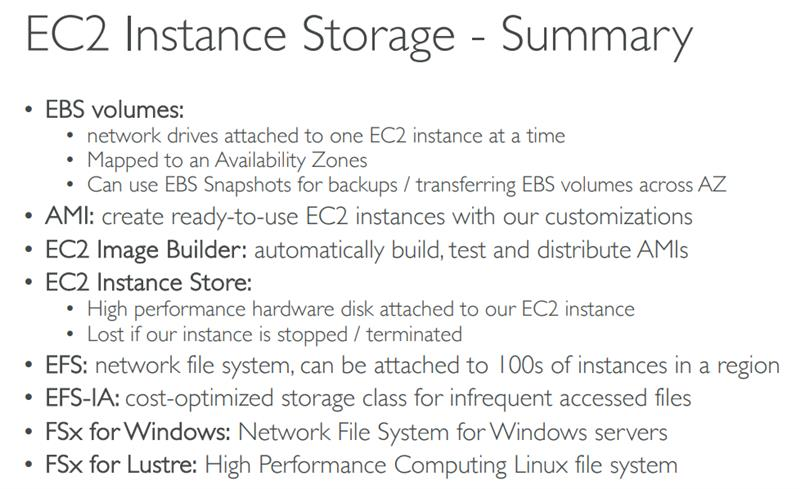 EC2 Instance Storage - Summary
• EBS volumes:
• network drives attached to one EC2 instance at a time
• Mapped to an Availability Zones
• Can use EBS Snapshots for backups / transferring EBS volumes across AZ
• AMI: create ready-to-use EC2 instances with our customizations
• EC2 Image Builder: automatically build, test and distribute AMIs
• EC2 Instance Store:
• High performance hardware disk attached to our EC2 instance
• Lost if our instance is stopped / terminated
• EFS: network file system, can be attached to 100s of instances in a region
• EFS-IA: cost-optimized storage class for infrequent accessed files
• FSx for Windows: Network File System for Windows servers
• FSx for Lustre: High Performance Computing Linux file system